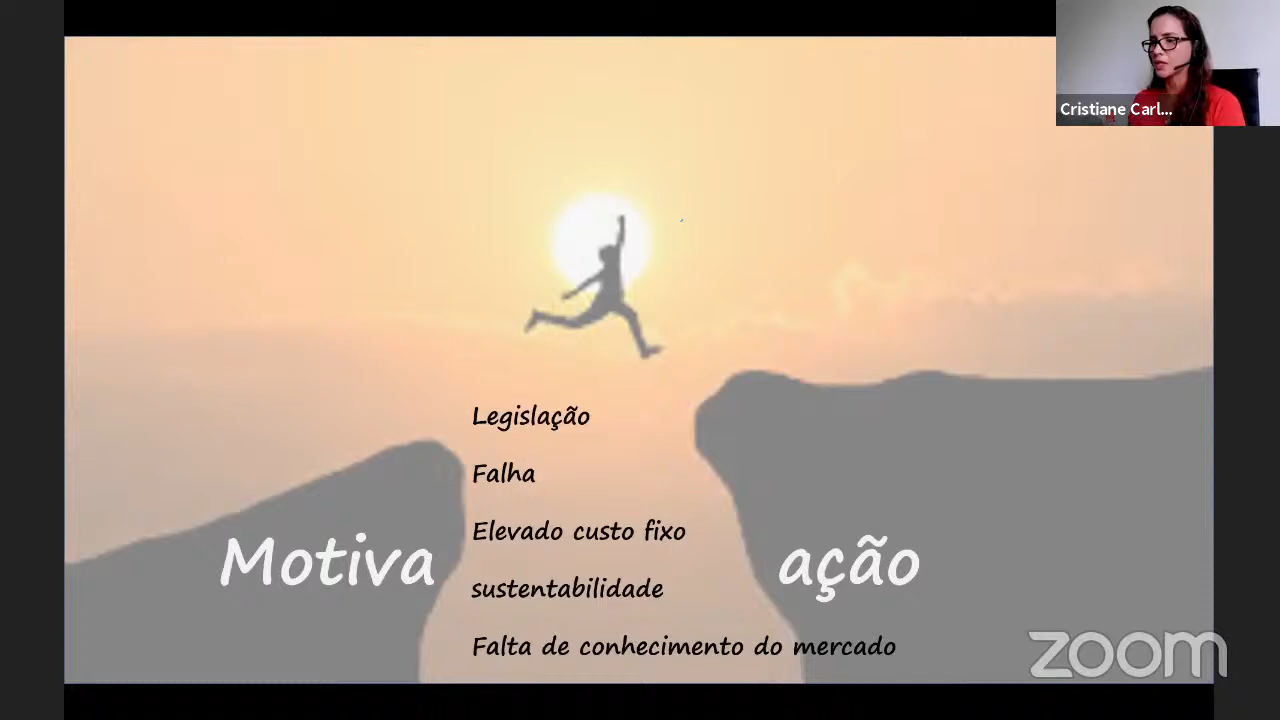 Cristiane Carl...
Legislação
Falha
Elevado custo fixo
Motiva ação
sustentabilidade
Falta de conhecimento do mercado
zoom